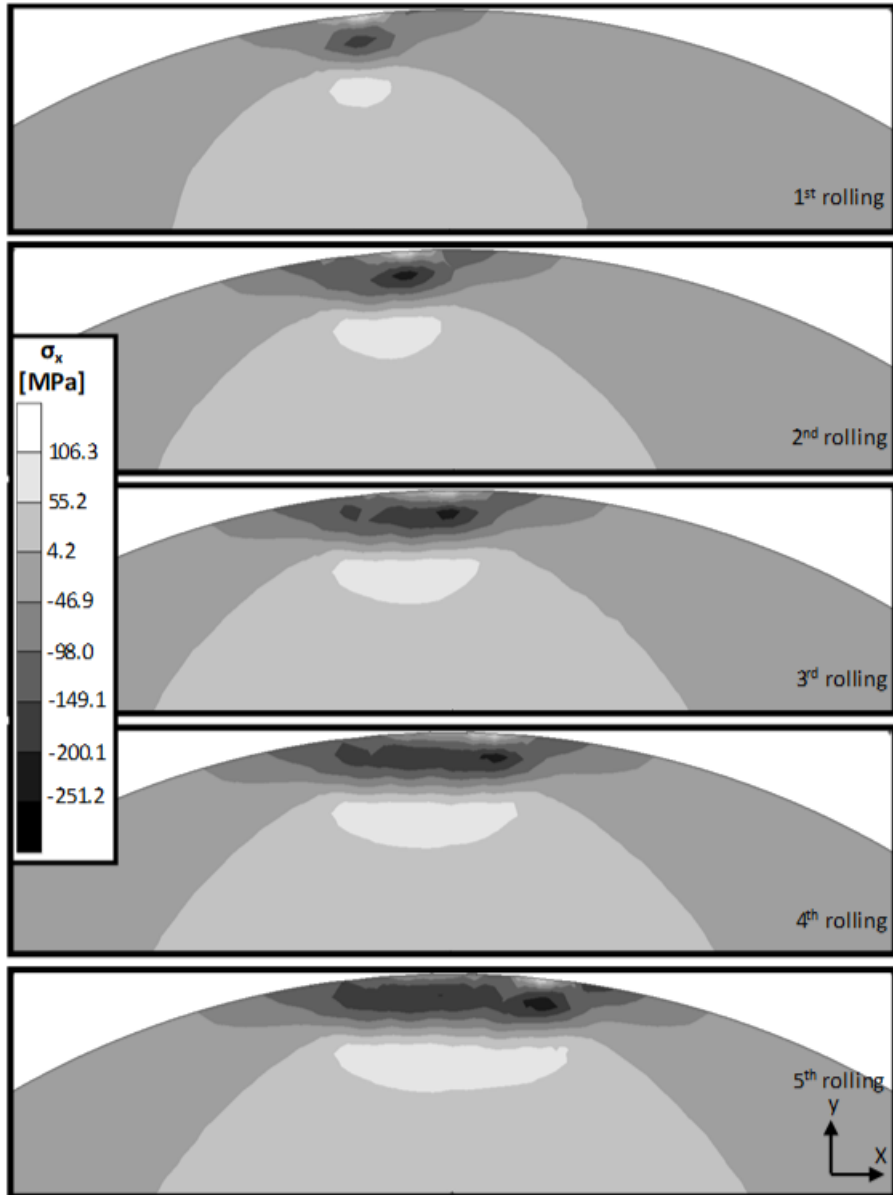 1st rolling
2nd rolling
σx
[MPa]
106.3
55.2
4.2
-46.9
-98.0
-149.1
-200.1
-251.2
3rd rolling
4th rolling
5th rolling
y
X